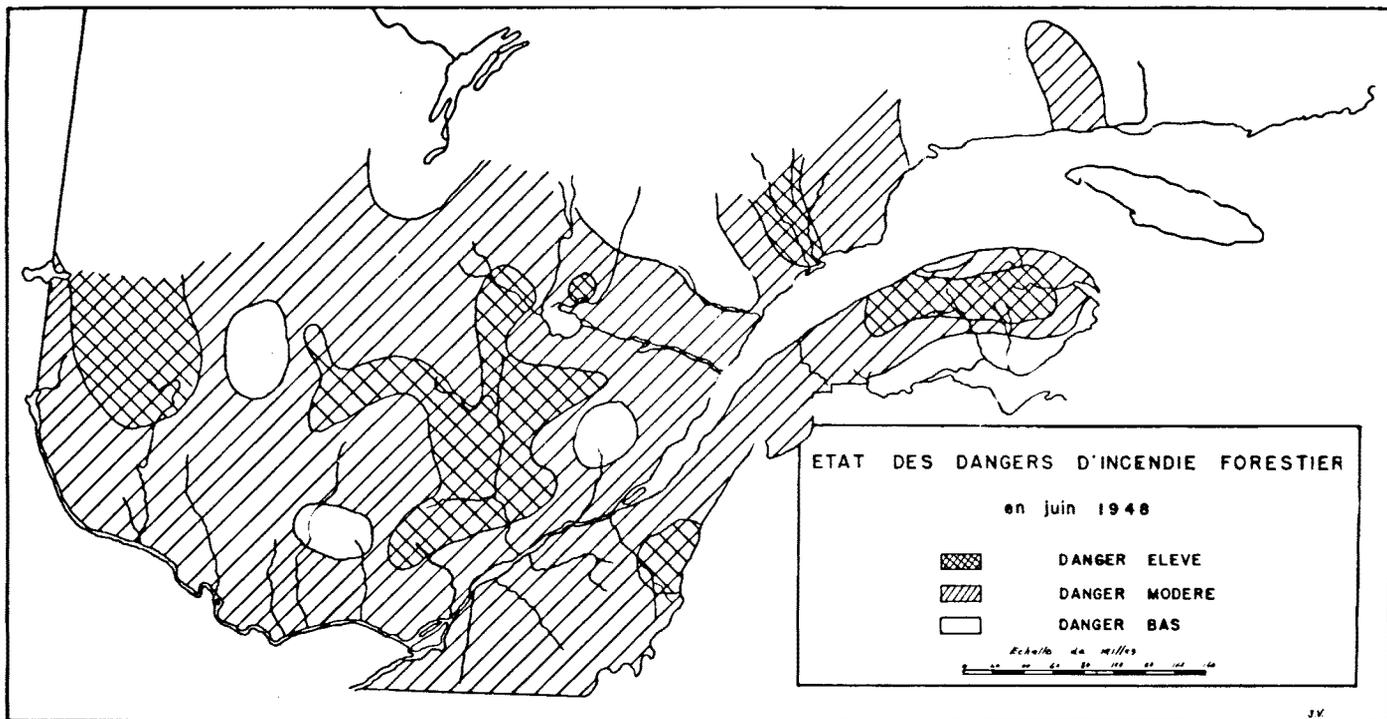 ETAT DES DANGERS D'INCENDIE FORESTIER
en juin 1948
DANGER ELEVE
DANGER MODERE
DANGER BAS
Echelle de milles
J.V.